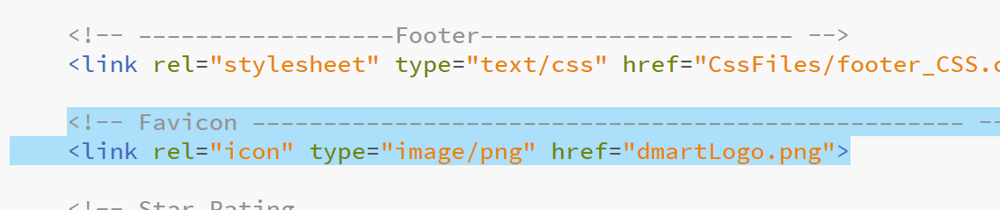 <!-- ------------------Footer---------------------- -->
<link rel="stylesheet" type="text/css" href="CssFiles/footer_CSS.c
<!-- Favicon -------------------------------------------------- --
<link rel="icon" type="image/png" href="dmartLogo.png">
<!-- Star Rating